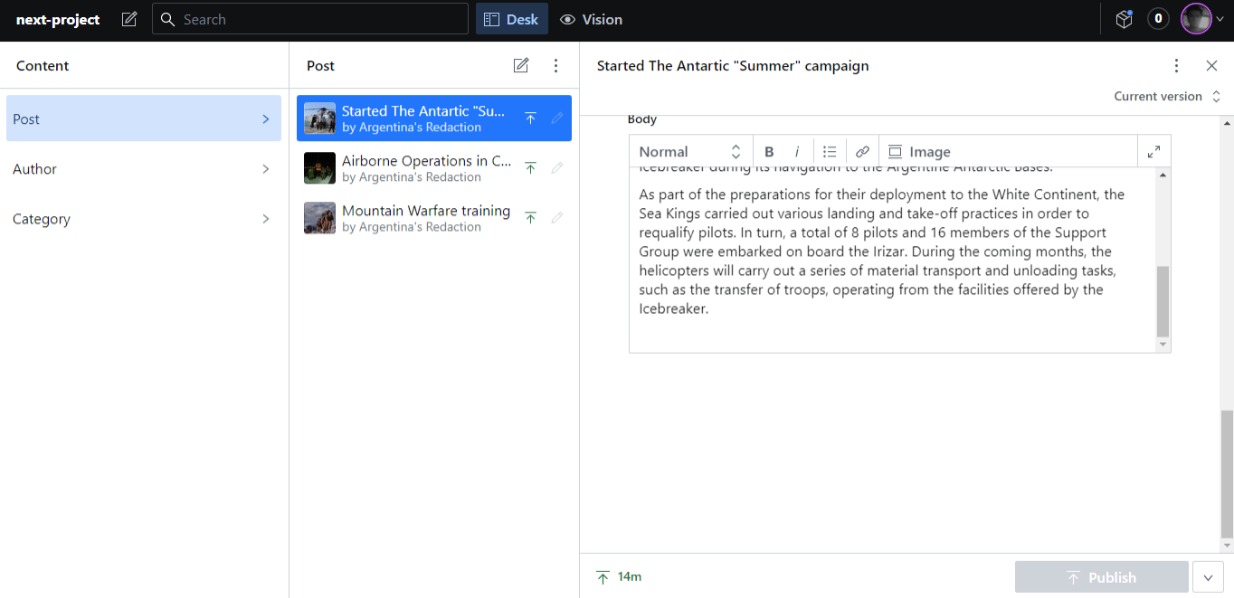 next-project
Search
Desk
Vision
0
Content
Post
Author
Category
Post
Started The Antartic "Su...
by Argentina's Redaction
Airborne Operations in C...
by Argentina's Redaction
Mountain Warfare training
by Argentina's Redaction
Started The Antartic "Summer" campaign
Current version
Body
Normal
B
i
Image
Icebreaker during its navigation to the Argentine Antarctic Bases.
As part of the preparations for their deployment to the White Continent, the
Sea Kings carried out various landing and take-off practices in order to
requalify pilots. In turn, a total of 8 pilots and 16 members of the Support
Group were embarked on board the Irizar. During the coming months, the
helicopters will carry out a series of material transport and unloading tasks,
such as the transfer of troops, operating from the facilities offered by the
Icebreaker.
14m
Publish